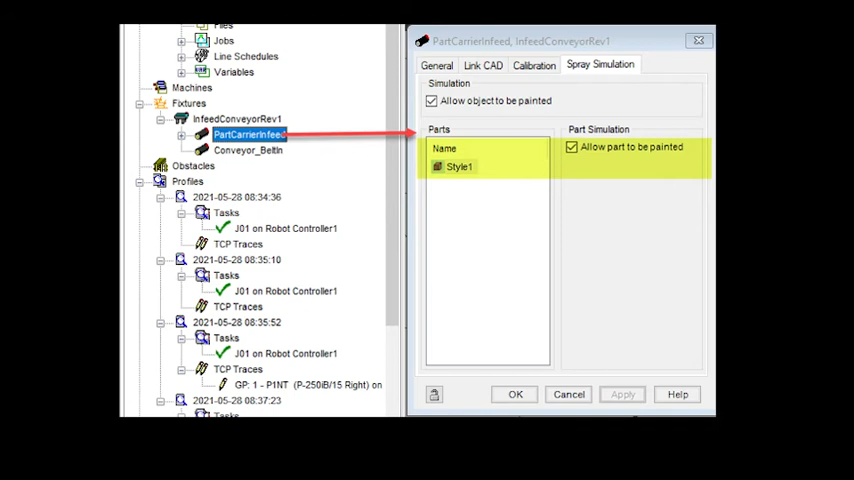 Files
Jobs
Line Schedules
Variables
Machines
Fixtures
InfeedConveyorRev1
PartCarrierInfeed
Conveyor_BeltIn
Obstacles
Profiles
2021-05-28 08:34:36
Tasks
J01 on Robot Controller1
TCP Traces
2021-05-28 08:35:10
Tasks
J01 on Robot Controller1
TCP Traces
2021-05-28 08:35:52
Tasks
J01 on Robot Controller1
TCP Traces
GP: 1 - P1NT (P-250iB/15 Right) on
2021-05-28 08:37:23
Tasks
PartCarrierInfeed, InfeedConveyorRev1
General Link CAD Calibration Spray Simulation
Simulation
Allow object to be painted
Parts Part Simulation
Name Allow part to be painted
Style1
OK Cancel Apply Help